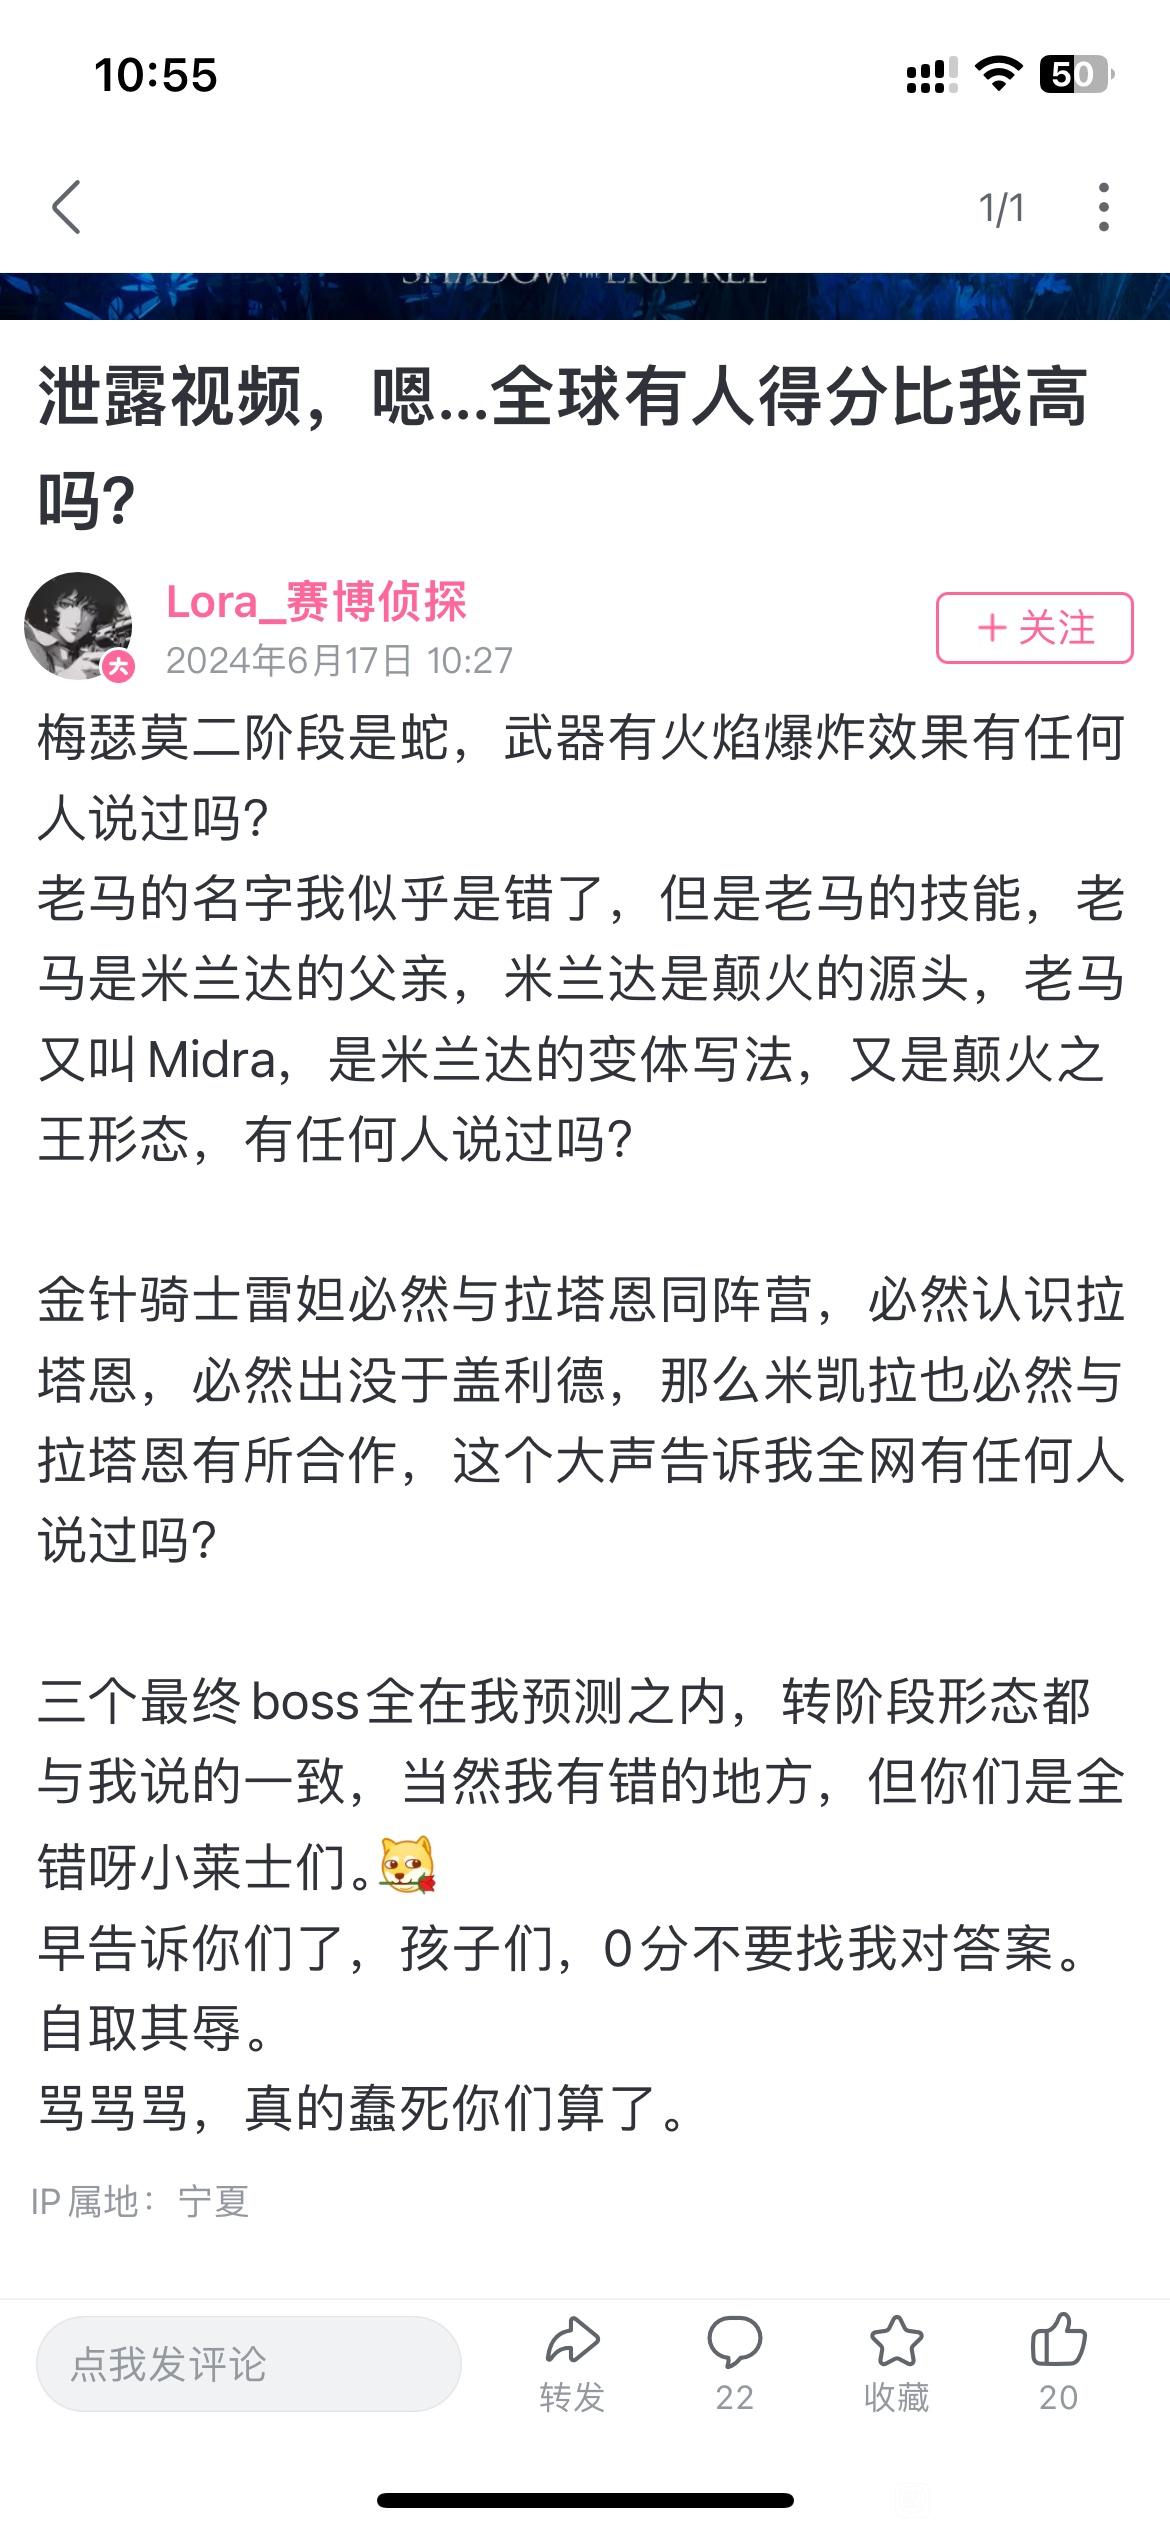 10:55
50
1/1
SHADOW OF THE ERDTREE
泄露视频，嗯...全球有人得分比我高
吗?
Lora_赛博侦探
2024年6月17日 10:27
+ 关注
梅瑟莫二阶段是蛇，武器有火焰爆炸效果有任何
人说过吗?
老马的名字我似乎是错了，但是老马的技能，老
马是米兰达的父亲，米兰达是颠火的源头，老马
又叫Midra，是米兰达的变体写法，又是颠火之
王形态，有任何人说过吗?
金针骑士雷妲必然与拉塔恩同阵营，必然认识拉
塔恩，必然出没于盖利德，那么米凯拉也必然与
拉塔恩有所合作，这个大声告诉我全网有任何人
说过吗?
三个最终boss全在我预测之内，转阶段形态都
与我说的一致，当然我有错的地方，但你们是全
错呀小莱士们。
早告诉你们了，孩子们，0分不要找我对答案。
自取其辱。
骂骂骂，真的蠢死你们算了。
IP属地：宁夏
点我发评论
转发
22
收藏
20